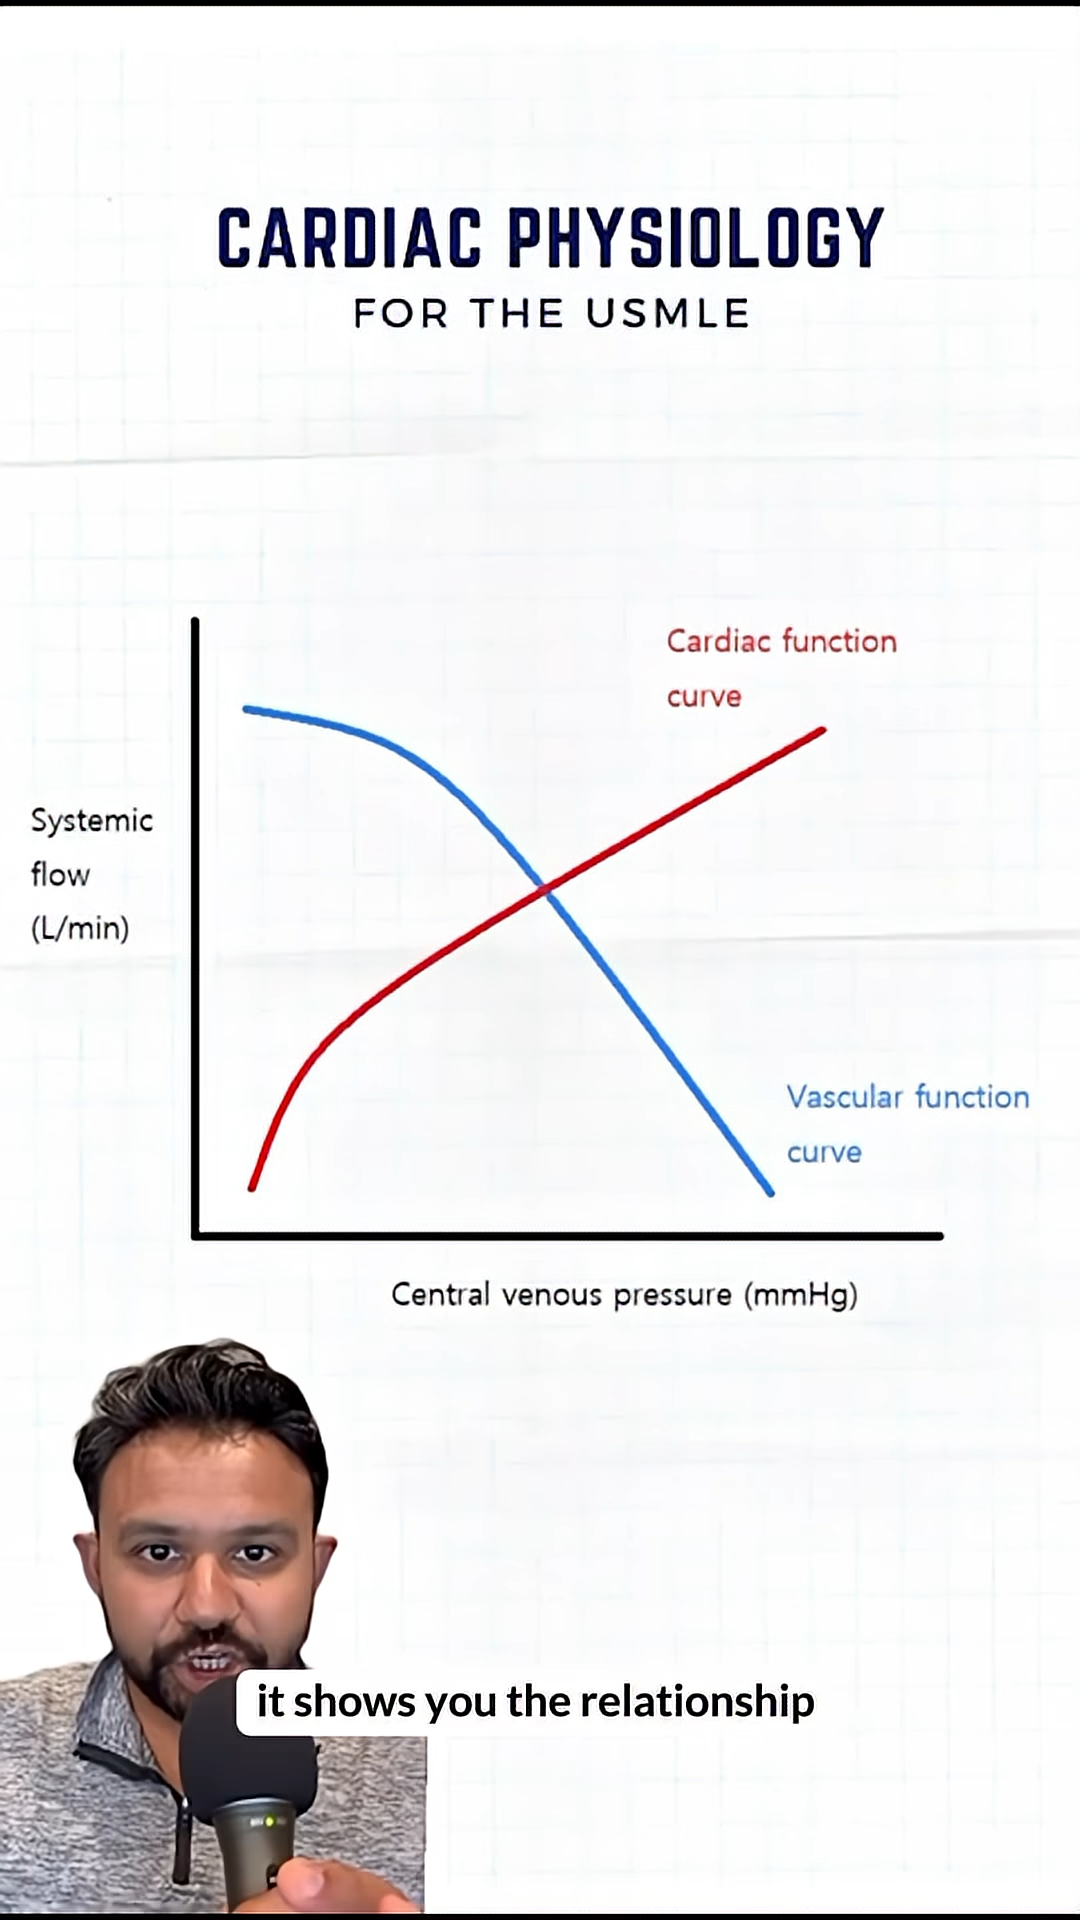 CARDIAC PHYSIOLOGY
FOR THE USMLE
Cardiac function
curve
Systemic
flow
(L/min)
Vascular function
curve
Central venous pressure (mmHg)
it shows you the relationship